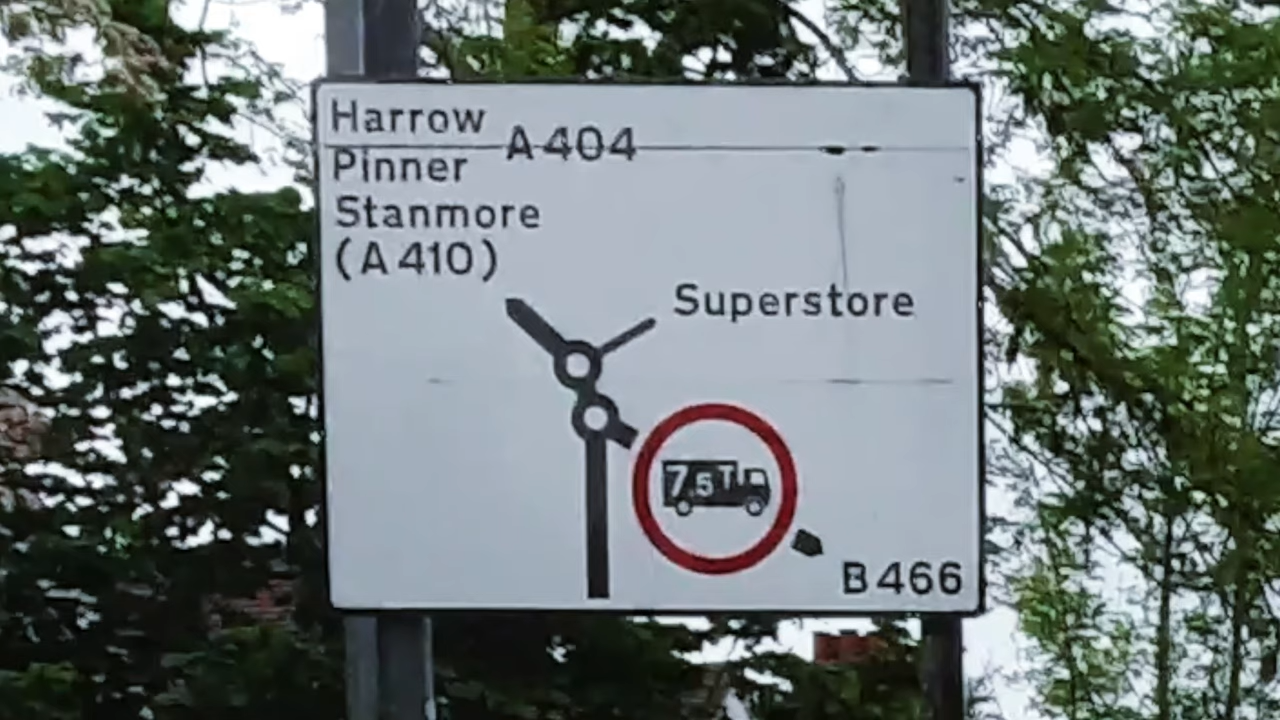 Harrow
A404
Pinner
Stanmore
(A410)
Superstore
7.5T
B466